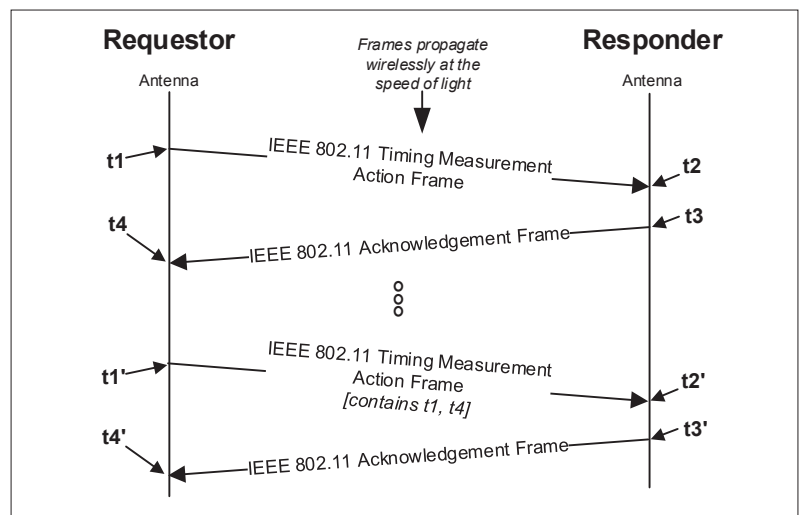 Requestor
Responder
Frames propagate
wirelessly at the
speed of light
Antenna
Antenna
t1
IEEE 802.11 Timing Measurement
Action Frame
t2
t4
t3
IEEE 802.11 Acknowledgement Frame
t1'
IEEE 802.11 Timing Measurement
Action Frame
[contains t1, t4]
t2'
t4'
t3'
IEEE 802.11 Acknowledgement Frame